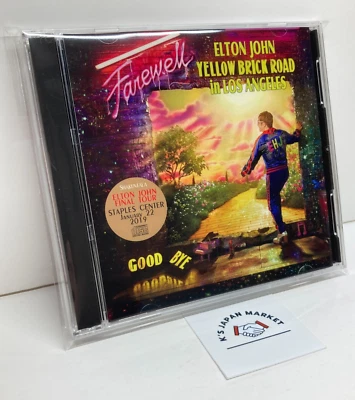 Farewell
ELTON JOHN
YELLOW BRICK ROAD
in LOS ANGELES
ELTON JOHN
FINAL TOUR
STAPLES CENTER
JANUARY 22
2019
GOOD BYE
GOODBYE
K'S JAPAN MARKET